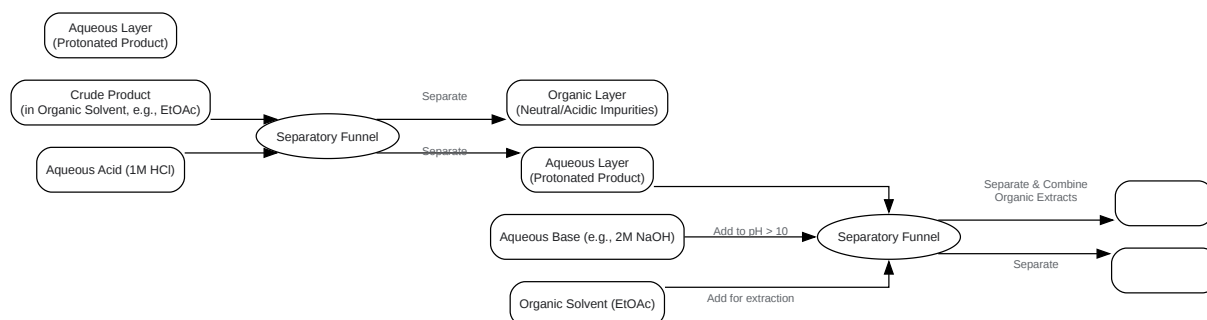 Aqueous Layer
(Protonated Product)
Crude Product
(in Organic Solvent, e.g., EtOAc)
Separate
Organic Layer
(Neutral/Acidic Impurities)
Separatory Funnel
Aqueous Acid (1M HCl)
Separate
Aqueous Layer
(Protonated Product)
Separate & Combine
Organic Extracts
Aqueous Base (e.g., 2M NaOH)
Add to pH > 10
Separatory Funnel
Separate
Organic Solvent (EtOAc)
Add for extraction